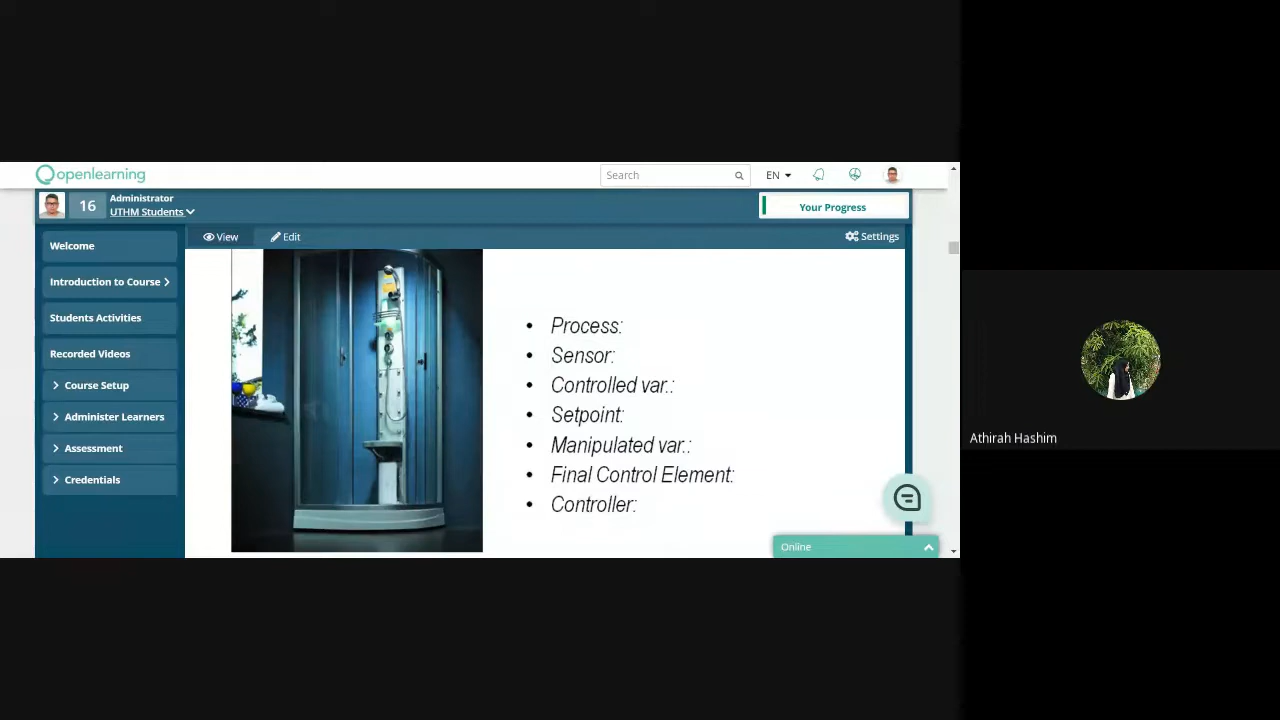 openlearning
Search
EN
16
Administrator
UTHM Students
Your Progress
View
Edit
Settings
Welcome
Introduction to Course
Students Activities
Recorded Videos
Course Setup
Administer Learners
Assessment
Credentials
• Process:
• Sensor:
• Controlled var.:
• Setpoint:
• Manipulated var.:
• Final Control Element:
• Controller:
Online
Athirah Hashim